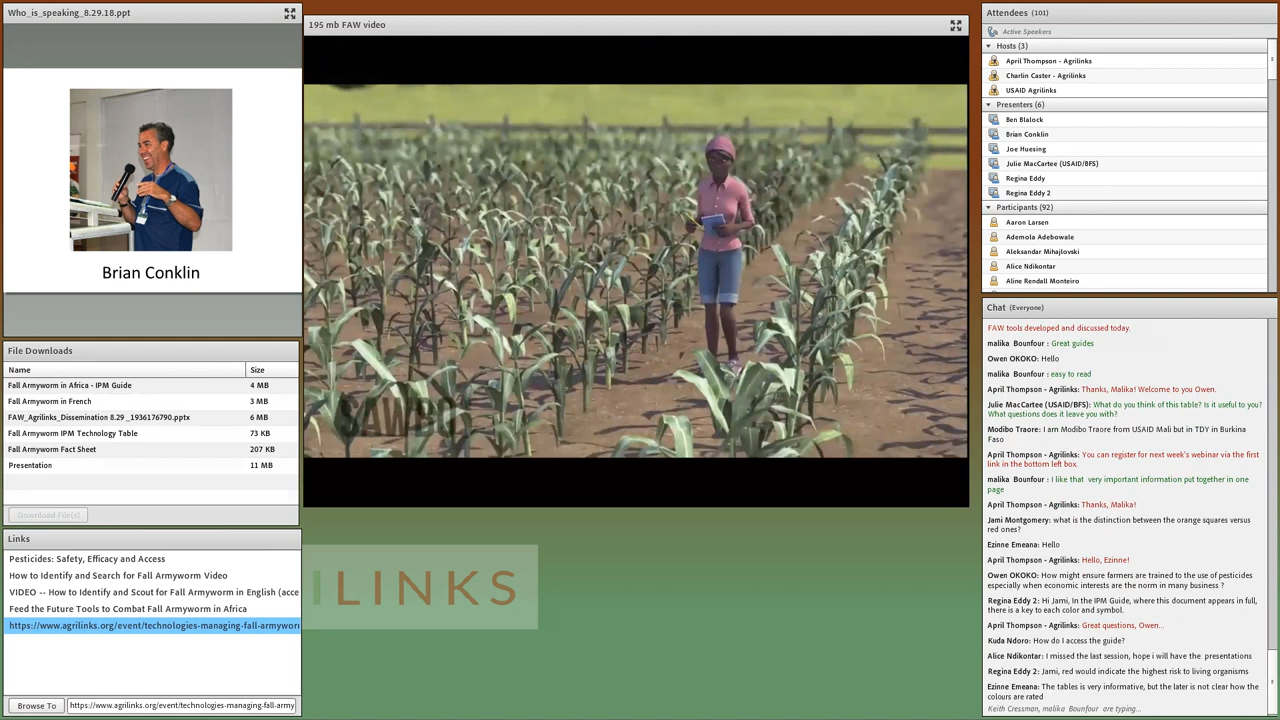 Who_is_speaking_8.29.18.ppt
Brian Conklin
File Downloads
Name Size
Fall Armyworm in Africa - IPM Guide 4 MB
Fall Armyworm in French 3 MB
FAW_Agrilinks_Dissemination 8.29 _1936176790.pptx 6 MB
Fall Armyworm IPM Technology Table 73 KB
Fall Armyworm Fact Sheet 207 KB
Presentation 11 MB
Download File(s)
Links
Pesticides: Safety, Efficacy and Access
How to Identify and Search for Fall Armyworm Video
VIDEO -- How to Identify and Scout for Fall Armyworm in English (acce
Feed the Future Tools to Combat Fall Armyworm in Africa
https://www.agrilinks.org/event/technologies-managing-fall-armyworm
Browse To https://www.agrilinks.org/event/technologies-managing-fall-army
195 mb FAW video
ILINKS
Attendees (101)
Active Speakers
Hosts (3)
April Thompson - Agrilinks
Charlin Caster - Agrilinks
USAID Agrilinks
Presenters (6)
Ben Blalock
Brian Conklin
Joe Huesing
Julie MacCartee (USAID/BFS)
Regina Eddy
Regina Eddy 2
Participants (92)
Aaron Larsen
Ademola Adebowale
Aleksandar Mihajlovski
Alice Ndikontar
Aline Rendall Monteiro
Chat (Everyone)
FAW tools developed and discussed today.
malika Bounfour : Great guides
Owen OKOKO: Hello
malika Bounfour : easy to read
April Thompson - Agrilinks: Thanks, Malika! Welcome to you Owen.
Julie MacCartee (USAID/BFS): What do you think of this table? Is it useful to you?
What questions does it leave you with?
Modibo Traore: I am Modibo Traore from USAID Mali but in TDY in Burkina
Faso
April Thompson - Agrilinks: You can register for next week's webinar via the first
link in the bottom left box.
malika Bounfour : I like that very important information put together in one
page
April Thompson - Agrilinks: Thanks, Malika!
Jami Montgomery: what is the distinction between the orange squares versus
red ones?
Ezinne Emeana: Hello
April Thompson - Agrilinks: Hello, Ezinne!
Owen OKOKO: How might ensure farmers are trained to the use of pesticides
especially when economic interests are the norm in many business ?
Regina Eddy 2: Hi Jami, In the IPM Guide, where this document appears in full,
there is a key to each color and symbol.
April Thompson - Agrilinks: Great questions, Owen...
Kuda Ndoro: How do I access the guide?
Alice Ndikontar: I missed the last session, hope i will have the presentations
Regina Eddy 2: Jami, red would indicate the highest risk to living organisms
Ezinne Emeana: The tables is very informative, but the later is not clear how the
colours are rated
Keith Cressman, malika Bounfour are typing...